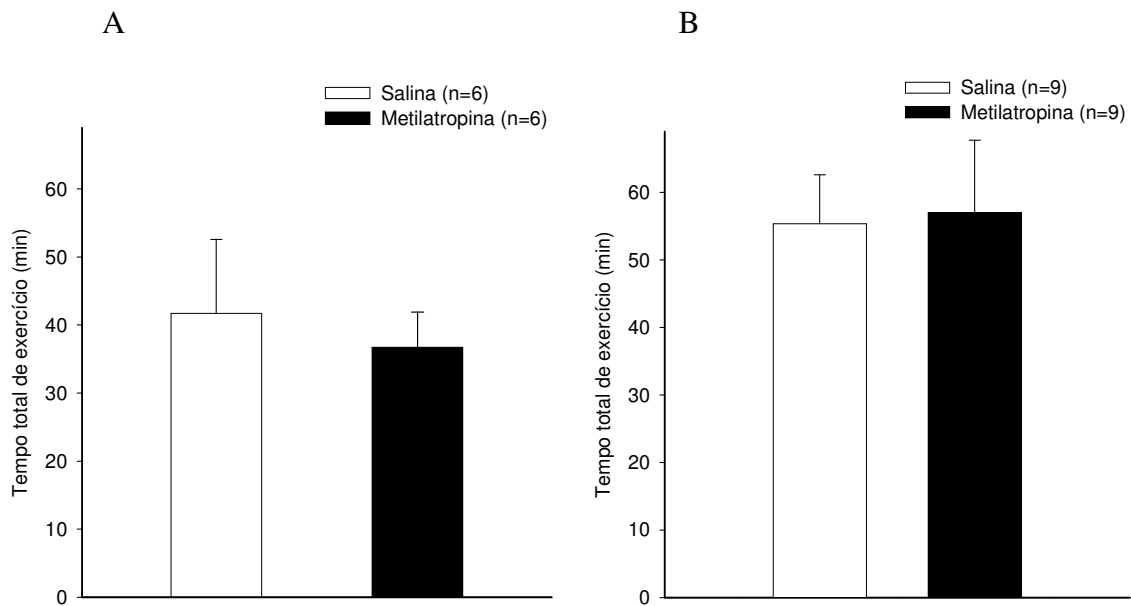 A
Salina (n=6)
Metilatropina (n=6)
Tempo total de exercício (min)
60
50
40
30
20
10
0
B
Salina (n=9)
Metilatropina (n=9)
Tempo total de exercício (min)
60
50
40
30
20
10
0